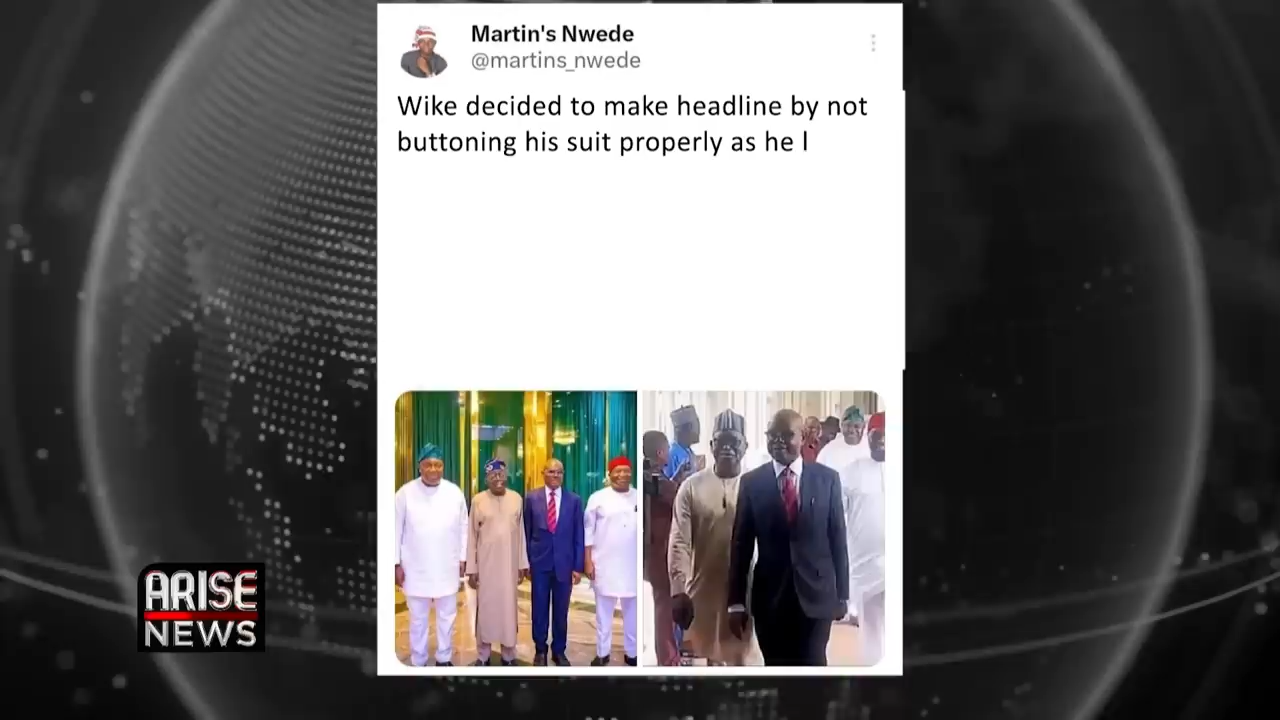 Martin's Nwede
@martins_nwede
Wike decided to make headline by not
buttoning his suit properly as he l
ARISE
NEWS